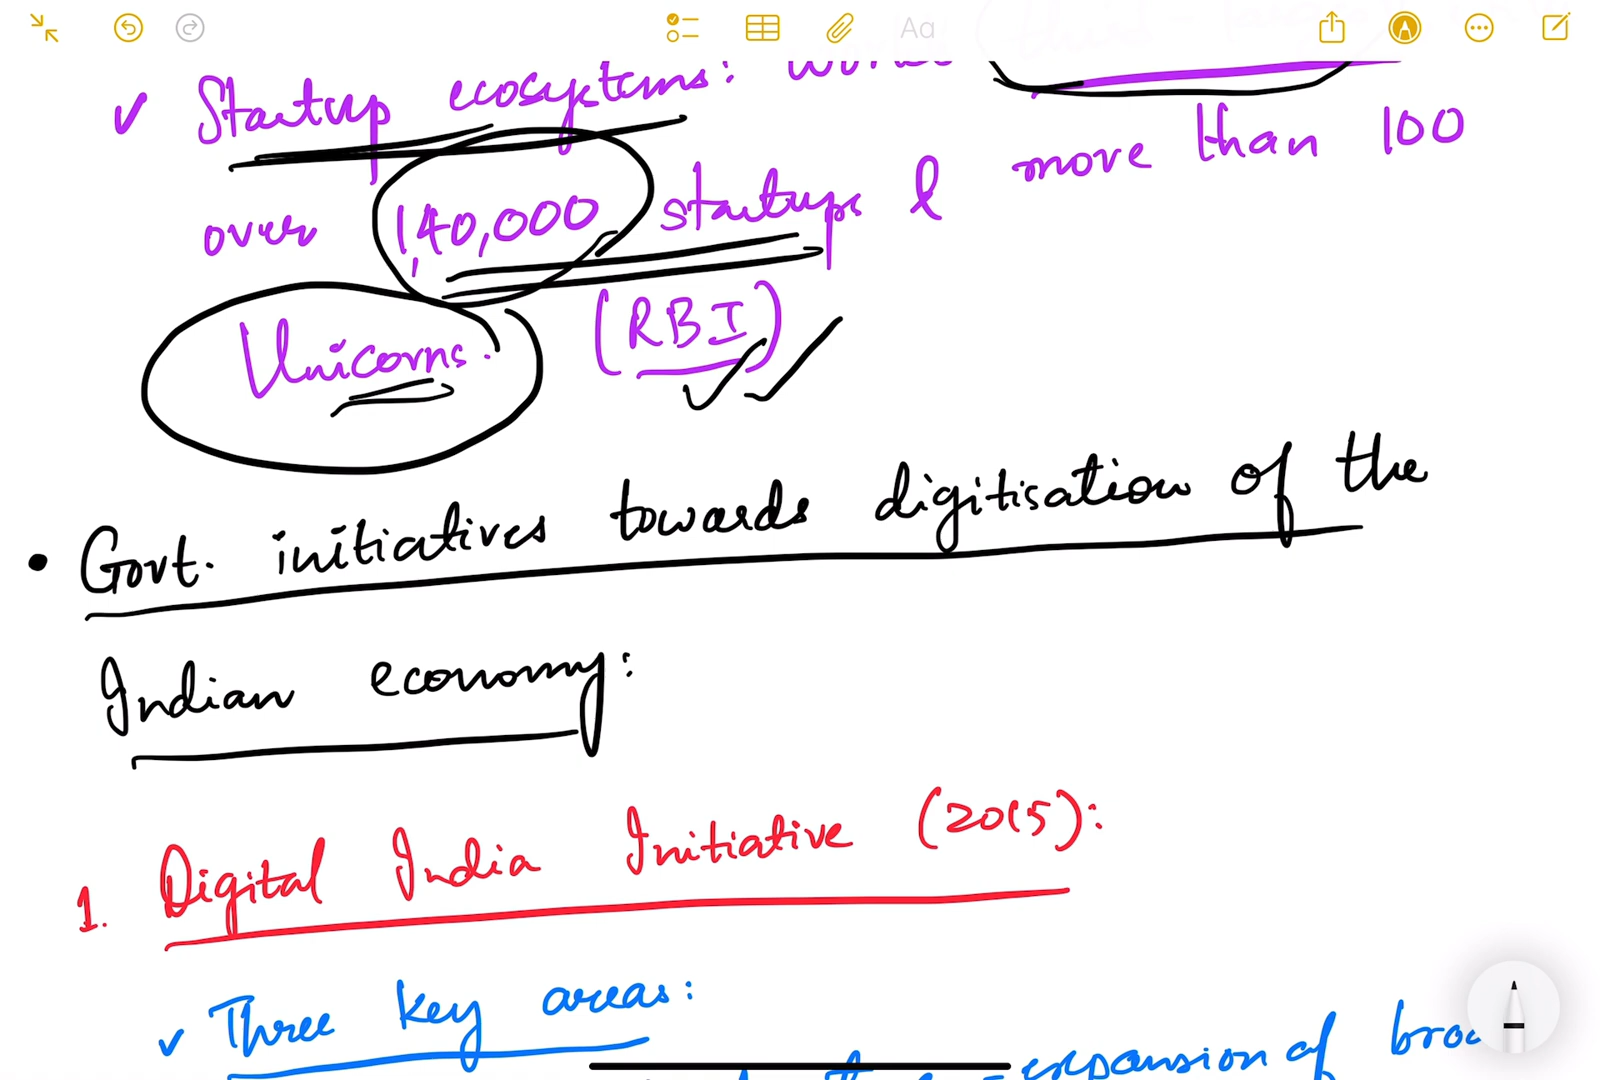 Aa
✓ Startup ecosystems:
over 1,40,000 startups & more than 100
Unicorns. (RBI)
• Govt. initiatives towards digitisation of the
Indian economy:
1. Digital India Initiative (2015):
✓ Three key areas:
expansion of